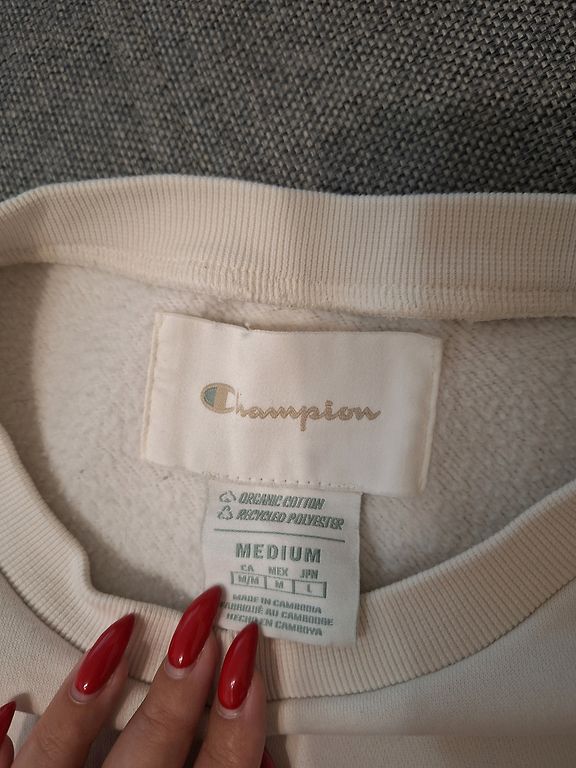 Champion
ORGANIC COTTON
RECYCLED POLYESTER
MEDIUM
CA MEX JPN
M/M M L
MADE IN CAMBODIA
FABRIQUÉ AU CAMBODGE
HECHO EN CAMBOYA